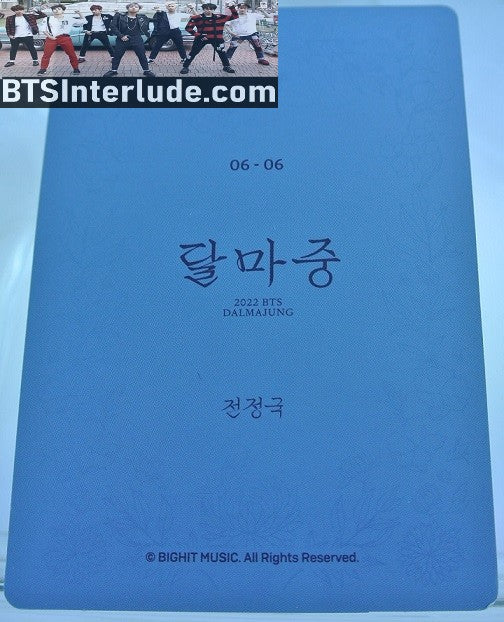 BTSInterlude.com
06 - 06
달마중
2022 BTS
DALMAJUNG
전정국
© BIGHIT MUSIC. All Rights Reserved.